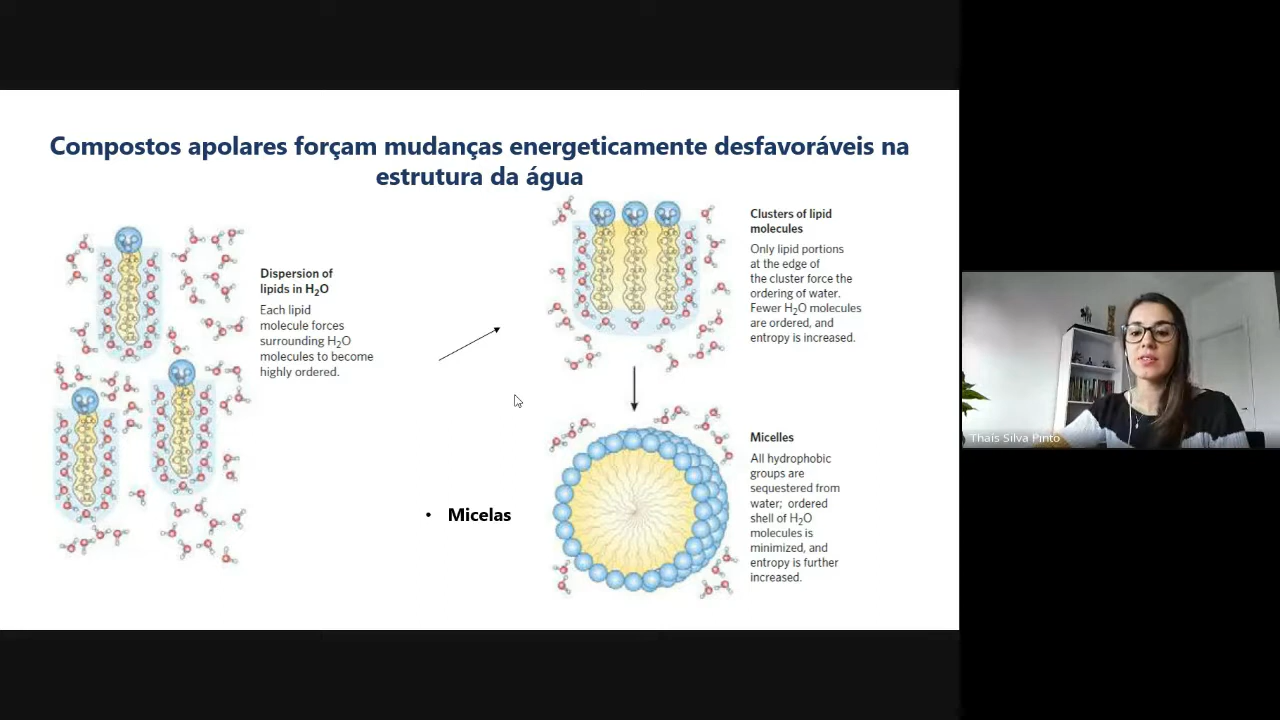 Compostos apolares forçam mudanças energeticamente desfavoráveis na
estrutura da água
Dispersion of
lipids in H₂O
Each lipid
molecule forces
surrounding H₂O
molecules to become
highly ordered.
Clusters of lipid
molecules
Only lipid portions
at the edge of
the cluster force the
ordering of water.
Fewer H₂O molecules
are ordered, and
entropy is increased.
• Micelas
Micelles
All hydrophobic
groups are
sequestered from
water; ordered
shell of H₂O
molecules is
minimized, and
entropy is further
increased.
Thaís Silva Pinto